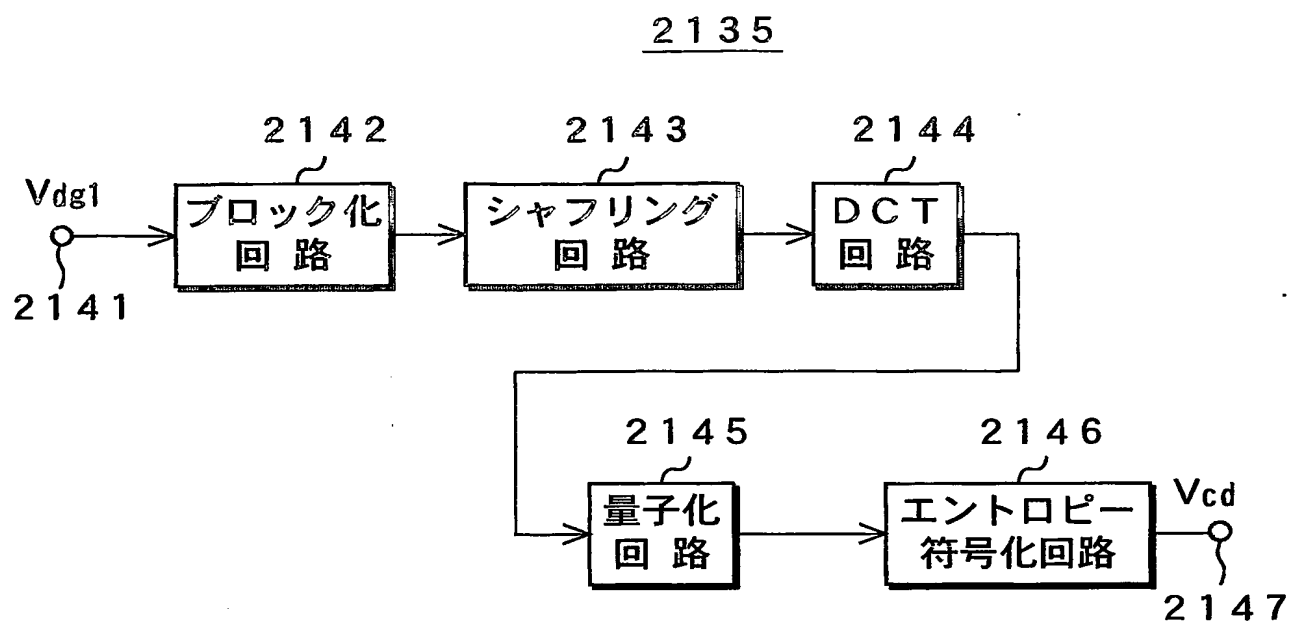 2135
2142
2143
2144
Vdg1
ブロック化
回路
シャフリング
回路
DCT
回路
2141
2145
2146
量子化
回路
エントロピー
符号化回路
Vcd
2147